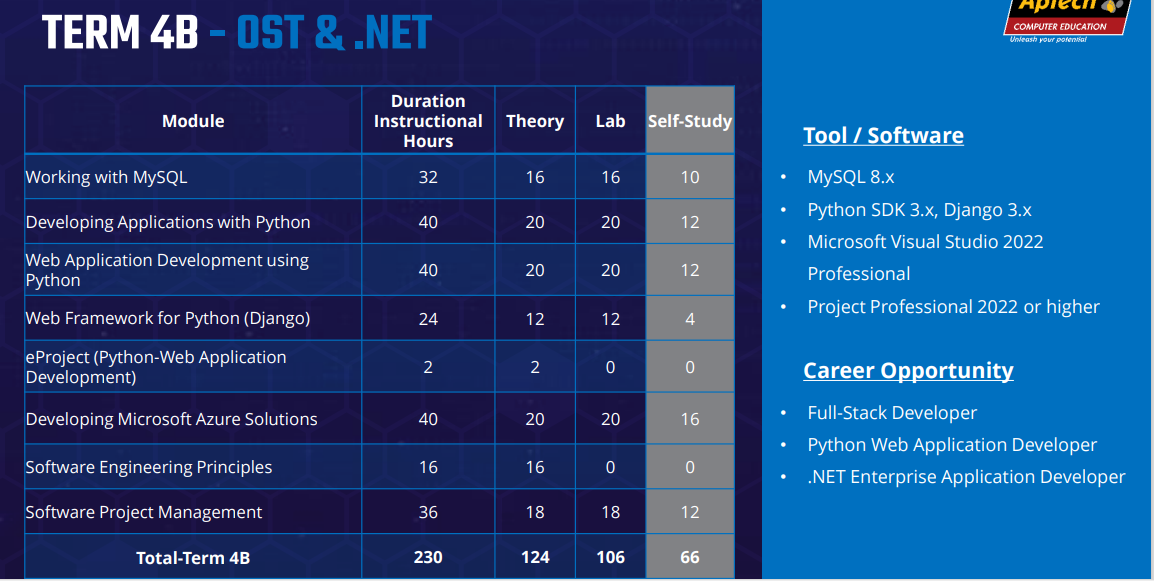 TERM 4B - OST & .NET
Aptech
COMPUTER EDUCATION
Unleash your potential
Module Duration Instructional Hours Theory Lab Self-Study
Working with MySQL 32 16 16 10
Developing Applications with Python 40 20 20 12
Web Application Development using
Python 40 20 20 12
Web Framework for Python (Django) 24 12 12 4
eProject (Python-Web Application
Development) 2 2 0 0
Developing Microsoft Azure Solutions 40 20 20 16
Software Engineering Principles 16 16 0 0
Software Project Management 36 18 18 12
Total-Term 4B 230 124 106 66
Tool / Software
• MySQL 8.x
• Python SDK 3.x, Django 3.x
• Microsoft Visual Studio 2022
Professional
• Project Professional 2022 or higher
Career Opportunity
• Full-Stack Developer
• Python Web Application Developer
• .NET Enterprise Application Developer